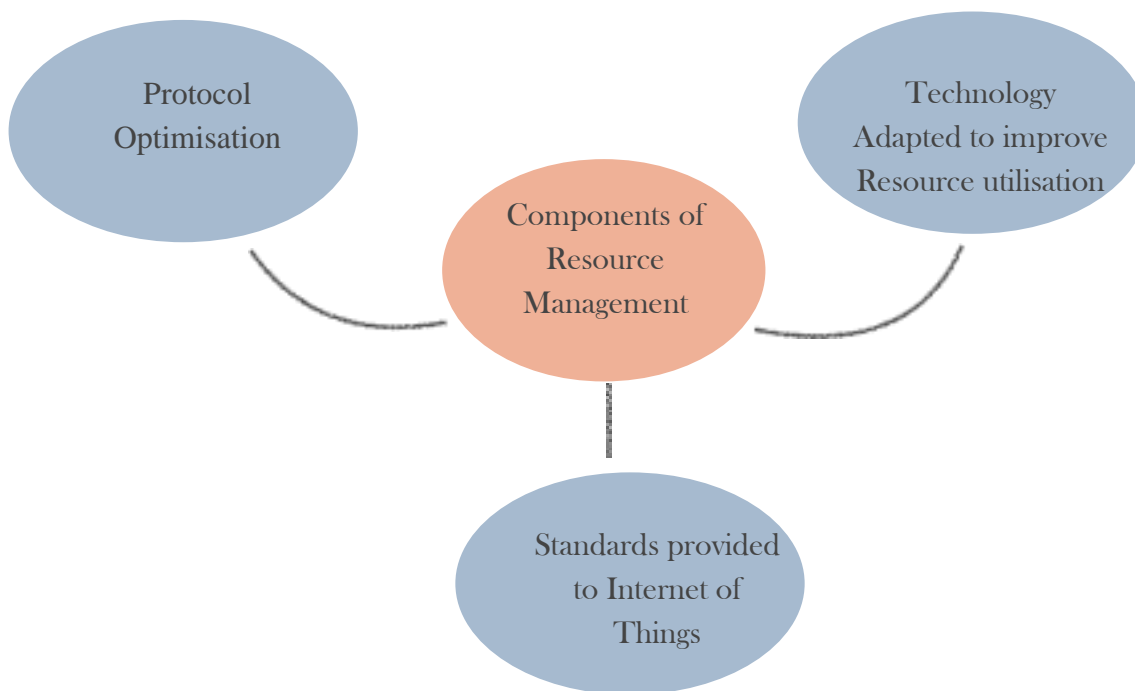 Protocol
Optimisation
Technology
Adapted to improve
Resource utilisation
Components of
Resource
Management
Standards provided
to Internet of
Things